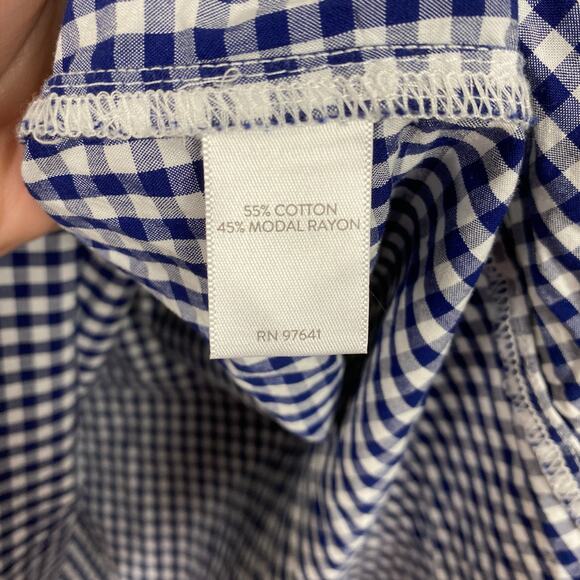 55% COTTON
45% MODAL RAYON
RN 97641